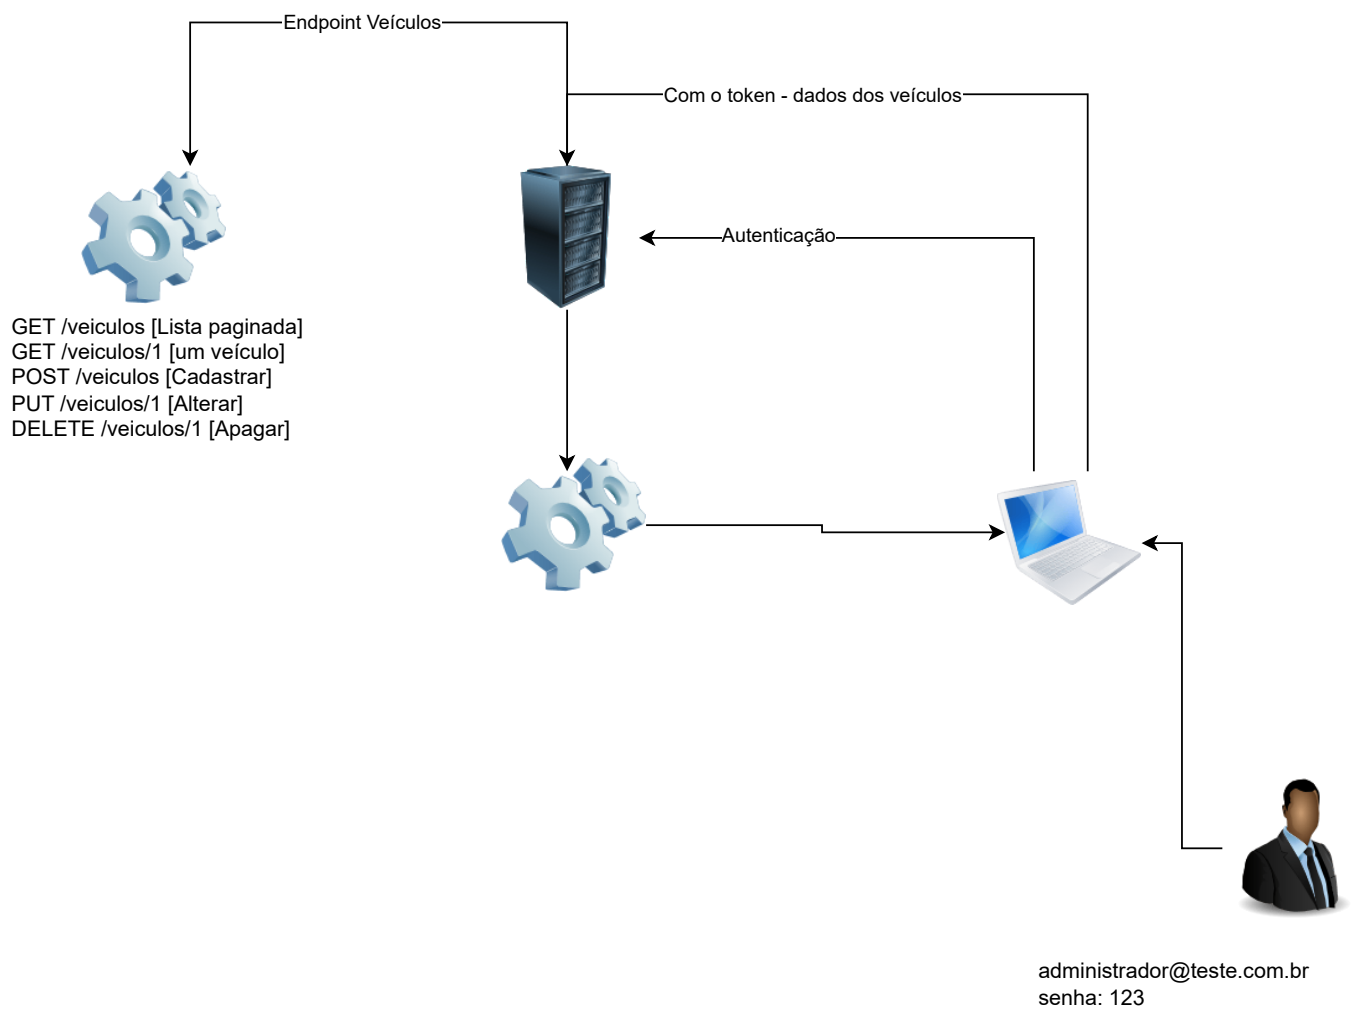 Endpoint Veículos
Com o token - dados dos veículos
Autenticação
GET /veiculos [Lista paginada]
GET /veiculos/1 [um veículo]
POST /veiculos [Cadastrar]
PUT /veiculos/1 [Alterar]
DELETE /veiculos/1 [Apagar]
administrador@teste.com.br
senha: 123